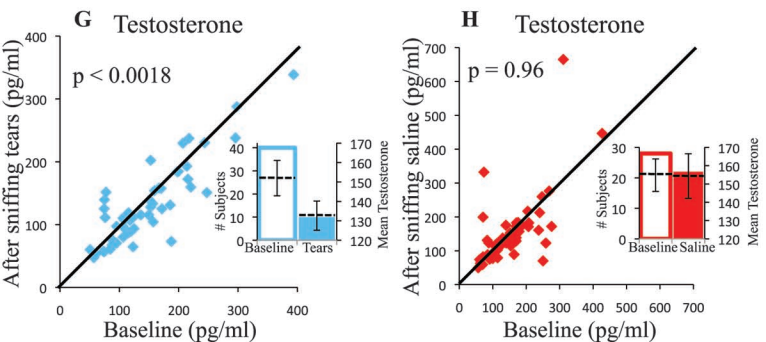 G Testosterone
p < 0.0018
After sniffing tears (pg/ml)
400
300
200
100
0
0 100 200 300 400
Baseline (pg/ml)
# Subjects
40
30
20
10
0
Baseline Tears
170
160
150
140
130
120
Mean Testosterone
H Testosterone
p = 0.96
After sniffing saline (pg/ml)
700
600
500
400
300
200
100
0
0 100 200 300 400 500 600 700
Baseline (pg/ml)
# Subjects
30
20
10
0
Baseline Saline
170
160
150
140
130
120
Mean Testosterone